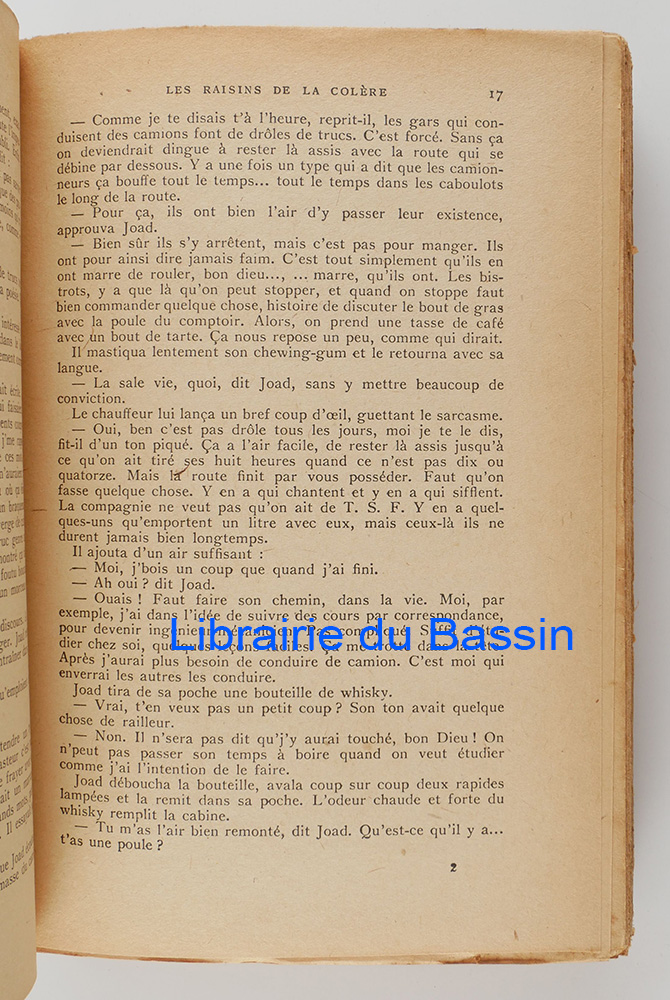 LES RAISINS DE LA COLÈRE 17
— Comme je te disais t'à l'heure, reprit-il, les gars qui con-
duisent des camions font de drôles de trucs. C'est forcé. Sans ça
on deviendrait dingue à rester là assis avec la route qui se
débine par dessous. Y a une fois un type qui a dit que les camion-
neurs ça bouffe tout le temps... tout le temps dans les caboulots
le long de la route.
— Pour ça, ils ont bien l'air d'y passer leur existence,
approuva Joad.
— Bien sûr ils s'y arrêtent, mais c'est pas pour manger. Ils
ont pour ainsi dire jamais faim. C'est tout simplement qu'ils en
ont marre de rouler, bon dieu..., ... marre, qu'ils ont. Les bis-
trots, y a que là qu'on peut stopper, et quand on stoppe faut
bien commander quelque chose, histoire de discuter le bout de gras
avec la poule du comptoir. Alors, on prend une tasse de café
avec un bout de tarte. Ça nous repose un peu, comme qui dirait.
Il mastiqua lentement son chewing-gum et le retourna avec sa
langue.
— La sale vie, quoi, dit Joad, sans y mettre beaucoup de
conviction.
Le chauffeur lui lança un bref coup d'œil, guettant le sarcasme.
— Oui, ben c'est pas drôle tous les jours, moi je te le dis,
fit-il d'un ton piqué. Ça a l'air facile, de rester là assis jusqu'à
ce qu'on ait tiré ses huit heures quand ce n'est pas dix ou
quatorze. Mais la route finit par vous posséder. Faut qu'on
fasse quelque chose. Y en a qui chantent et y en a qui sifflent.
La compagnie ne veut pas qu'on ait de T. S. F. Y en a quel-
ques-uns qu'emportent un litre avec eux, mais ceux-là ils ne
durent jamais bien longtemps.
Il ajouta d'un air suffisant :
— Moi, j'bois un coup que quand j'ai fini.
— Ah oui ? dit Joad.
— Ouais ! Faut faire son chemin, dans la vie. Moi, par
exemple, j'ai dans l'idée de suivre des cours par correspondance,
pour devenir
Librairie du Bassin
dier chez soi,
Après j'aurai plus besoin de conduire de camion. C'est moi qui
enverrai les autres les conduire.
Joad tira de sa poche une bouteille de whisky.
— Vrai, t'en veux pas un petit coup ? Son ton avait quelque
chose de railleur.
— Non. Il n'sera pas dit qu'j'y aurai touché, bon Dieu ! On
n'peut pas passer son temps à boire quand on veut étudier
comme j'ai l'intention de le faire.
Joad déboucha la bouteille, avala coup sur coup deux rapides
lampées et la remit dans sa poche. L'odeur chaude et forte du
whisky remplit la cabine.
— Tu m'as l'air bien remonté, dit Joad. Qu'est-ce qu'il y a...
t'as une poule ?
2